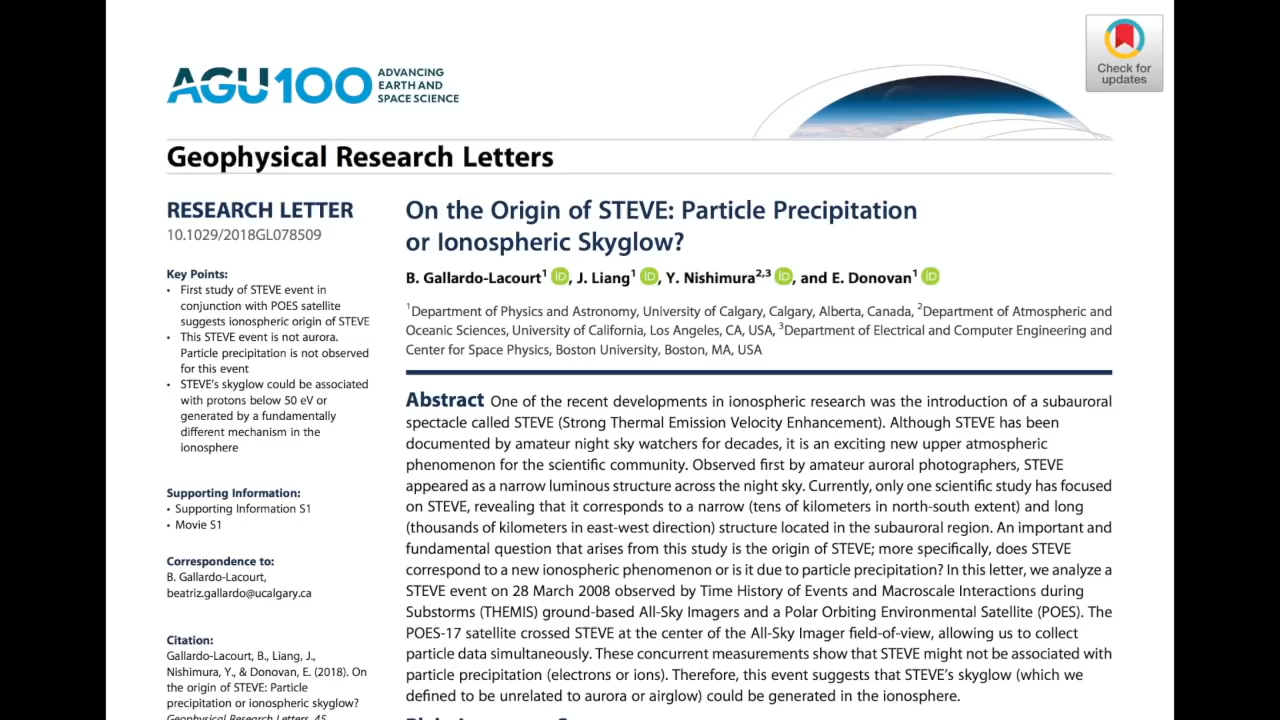 Check for
updates
AGU100 ADVANCING
EARTH AND
SPACE SCIENCE
Geophysical Research Letters
RESEARCH LETTER
10.1029/2018GL078509
Key Points:
• First study of STEVE event in
conjunction with POES satellite
suggests ionospheric origin of STEVE
• This STEVE event is not aurora.
Particle precipitation is not observed
for this event
• STEVE's skyglow could be associated
with protons below 50 eV or
generated by a fundamentally
different mechanism in the
ionosphere
Supporting Information:
• Supporting Information S1
• Movie S1
Correspondence to:
B. Gallardo-Lacourt,
beatriz.gallardo@ucalgary.ca
Citation:
Gallardo-Lacourt, B., Liang, J.,
Nishimura, Y., & Donovan, E. (2018). On
the origin of STEVE: Particle
precipitation or ionospheric skyglow?
Geophysical Research Letters, 45,
On the Origin of STEVE: Particle Precipitation
or Ionospheric Skyglow?
B. Gallardo-Lacourt1 iD, J. Liang1 iD, Y. Nishimura2,3 iD, and E. Donovan1 iD
1Department of Physics and Astronomy, University of Calgary, Calgary, Alberta, Canada, 2Department of Atmospheric and
Oceanic Sciences, University of California, Los Angeles, CA, USA, 3Department of Electrical and Computer Engineering and
Center for Space Physics, Boston University, Boston, MA, USA
Abstract One of the recent developments in ionospheric research was the introduction of a subauroral
spectacle called STEVE (Strong Thermal Emission Velocity Enhancement). Although STEVE has been
documented by amateur night sky watchers for decades, it is an exciting new upper atmospheric
phenomenon for the scientific community. Observed first by amateur auroral photographers, STEVE
appeared as a narrow luminous structure across the night sky. Currently, only one scientific study has focused
on STEVE, revealing that it corresponds to a narrow (tens of kilometers in north-south extent) and long
(thousands of kilometers in east-west direction) structure located in the subauroral region. An important and
fundamental question that arises from this study is the origin of STEVE; more specifically, does STEVE
correspond to a new ionospheric phenomenon or is it due to particle precipitation? In this letter, we analyze a
STEVE event on 28 March 2008 observed by Time History of Events and Macroscale Interactions during
Substorms (THEMIS) ground-based All-Sky Imagers and a Polar Orbiting Environmental Satellite (POES). The
POES-17 satellite crossed STEVE at the center of the All-Sky Imager field-of-view, allowing us to collect
particle data simultaneously. These concurrent measurements show that STEVE might not be associated with
particle precipitation (electrons or ions). Therefore, this event suggests that STEVE's skyglow (which we
defined to be unrelated to aurora or airglow) could be generated in the ionosphere.